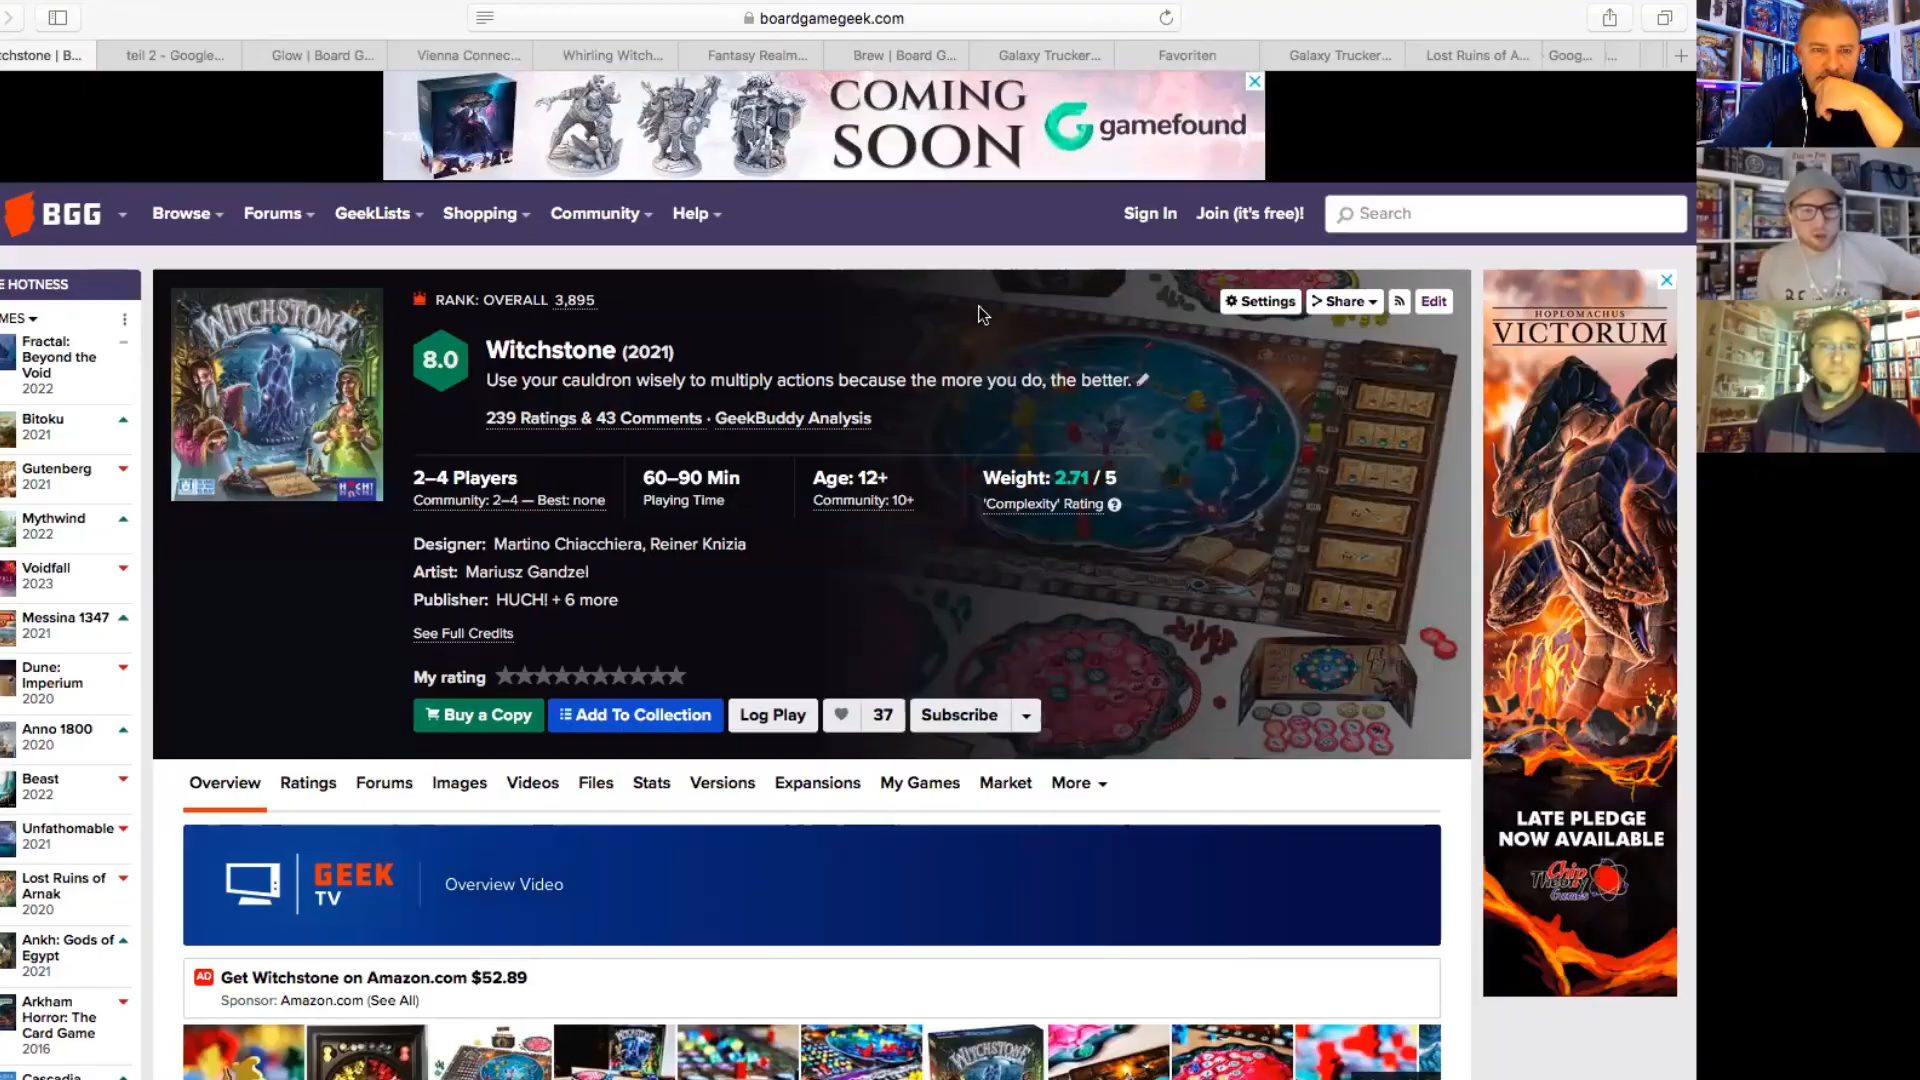 boardgamegeek.com
tchstone | B...
teil 2 - Google...
Glow | Board G...
Vienna Connec...
Whirling Witch...
Fantasy Realm...
Brew | Board G...
Galaxy Trucker...
Favoriten
Galaxy Trucker...
Lost Ruins of A...
Goog...
COMING
SOON
gamefound
BGG
Browse
Forums
GeekLists
Shopping
Community
Help
Sign In
Join (it's free)!
Search
E HOTNESS
MES
Fractal:
Beyond the
Void
2022
Bitoku
2021
Gutenberg
2021
Mythwind
2022
Voidfall
2023
Messina 1347
2021
Dune:
Imperium
2020
Anno 1800
2020
Beast
2022
Unfathomable
2021
Lost Ruins of
Arnak
2020
Ankh: Gods of
Egypt
2021
Arkham
Horror: The
Card Game
2016
Cascadia
WITCHSTONE
HUCH!
RANK: OVERALL 3,895
Settings
Share
Edit
8.0
Witchstone (2021)
Use your cauldron wisely to multiply actions because the more you do, the better.
239 Ratings & 43 Comments · GeekBuddy Analysis
2–4 Players
Community: 2–4 — Best: none
60–90 Min
Playing Time
Age: 12+
Community: 10+
Weight: 2.71 / 5
'Complexity' Rating
Designer: Martino Chiacchiera, Reiner Knizia
Artist: Mariusz Gandzel
Publisher: HUCH! + 6 more
See Full Credits
My rating
Buy a Copy
Add To Collection
Log Play
37
Subscribe
Overview
Ratings
Forums
Images
Videos
Files
Stats
Versions
Expansions
My Games
Market
More
GEEK
TV
Overview Video
AD
Get Witchstone on Amazon.com $52.89
Sponsor: Amazon.com (See All)
WITCHSTONE
HOPLOMACHUS
VICTORUM
LATE PLEDGE
NOW AVAILABLE
Chip
Theory
Games